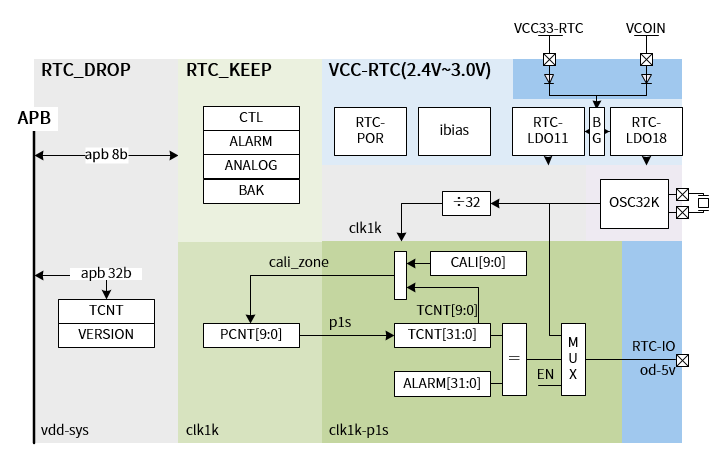 VCC33-RTC
VCOIN
RTC_DROP
RTC_KEEP
VCC-RTC(2.4V~3.0V)
APB
CTL
ALARM
ANALOG
BAK
RTC-
POR
ibias
RTC-
LDO11
B
G
RTC-
LDO18
apb 8b
÷32
OSC32K
clk1k
cali_zone
CALI[9:0]
apb 32b
TCNT
VERSION
TCNT[9:0]
PCNT[9:0]
p1s
TCNT[31:0]
=
M
U
X
RTC-IO
od-5v
EN
ALARM[31:0]
vdd-sys
clk1k
clk1k-p1s